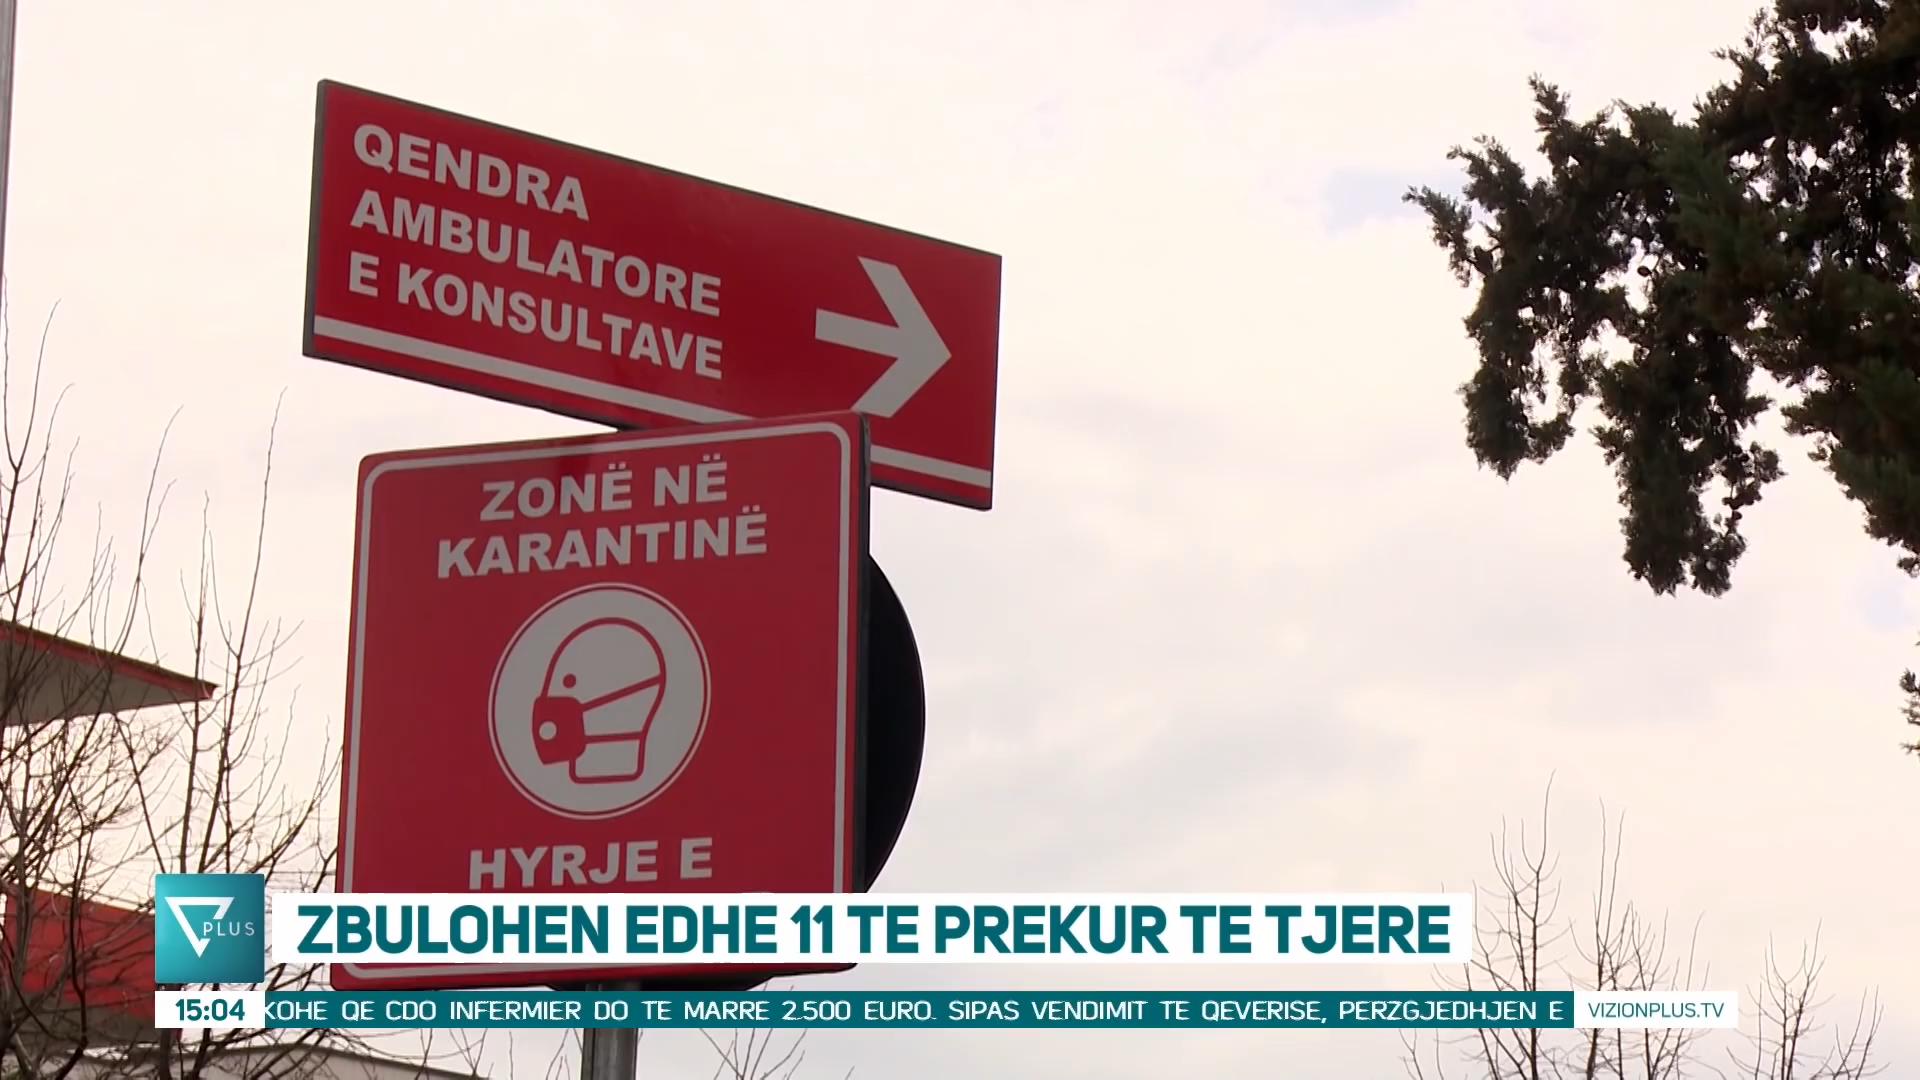 QENDRA
AMBULATORE
E KONSULTAVE
ZONË NË
KARANTINË
HYRJE E
PLUS
ZBULOHEN EDHE 11 TE PREKUR TE TJERE
15:04
KOHE QE CDO INFERMIER DO TE MARRE 2.500 EURO. SIPAS VENDIMIT TE QEVERISE, PERZGJEDHJEN E
VIZIONPLUS.TV